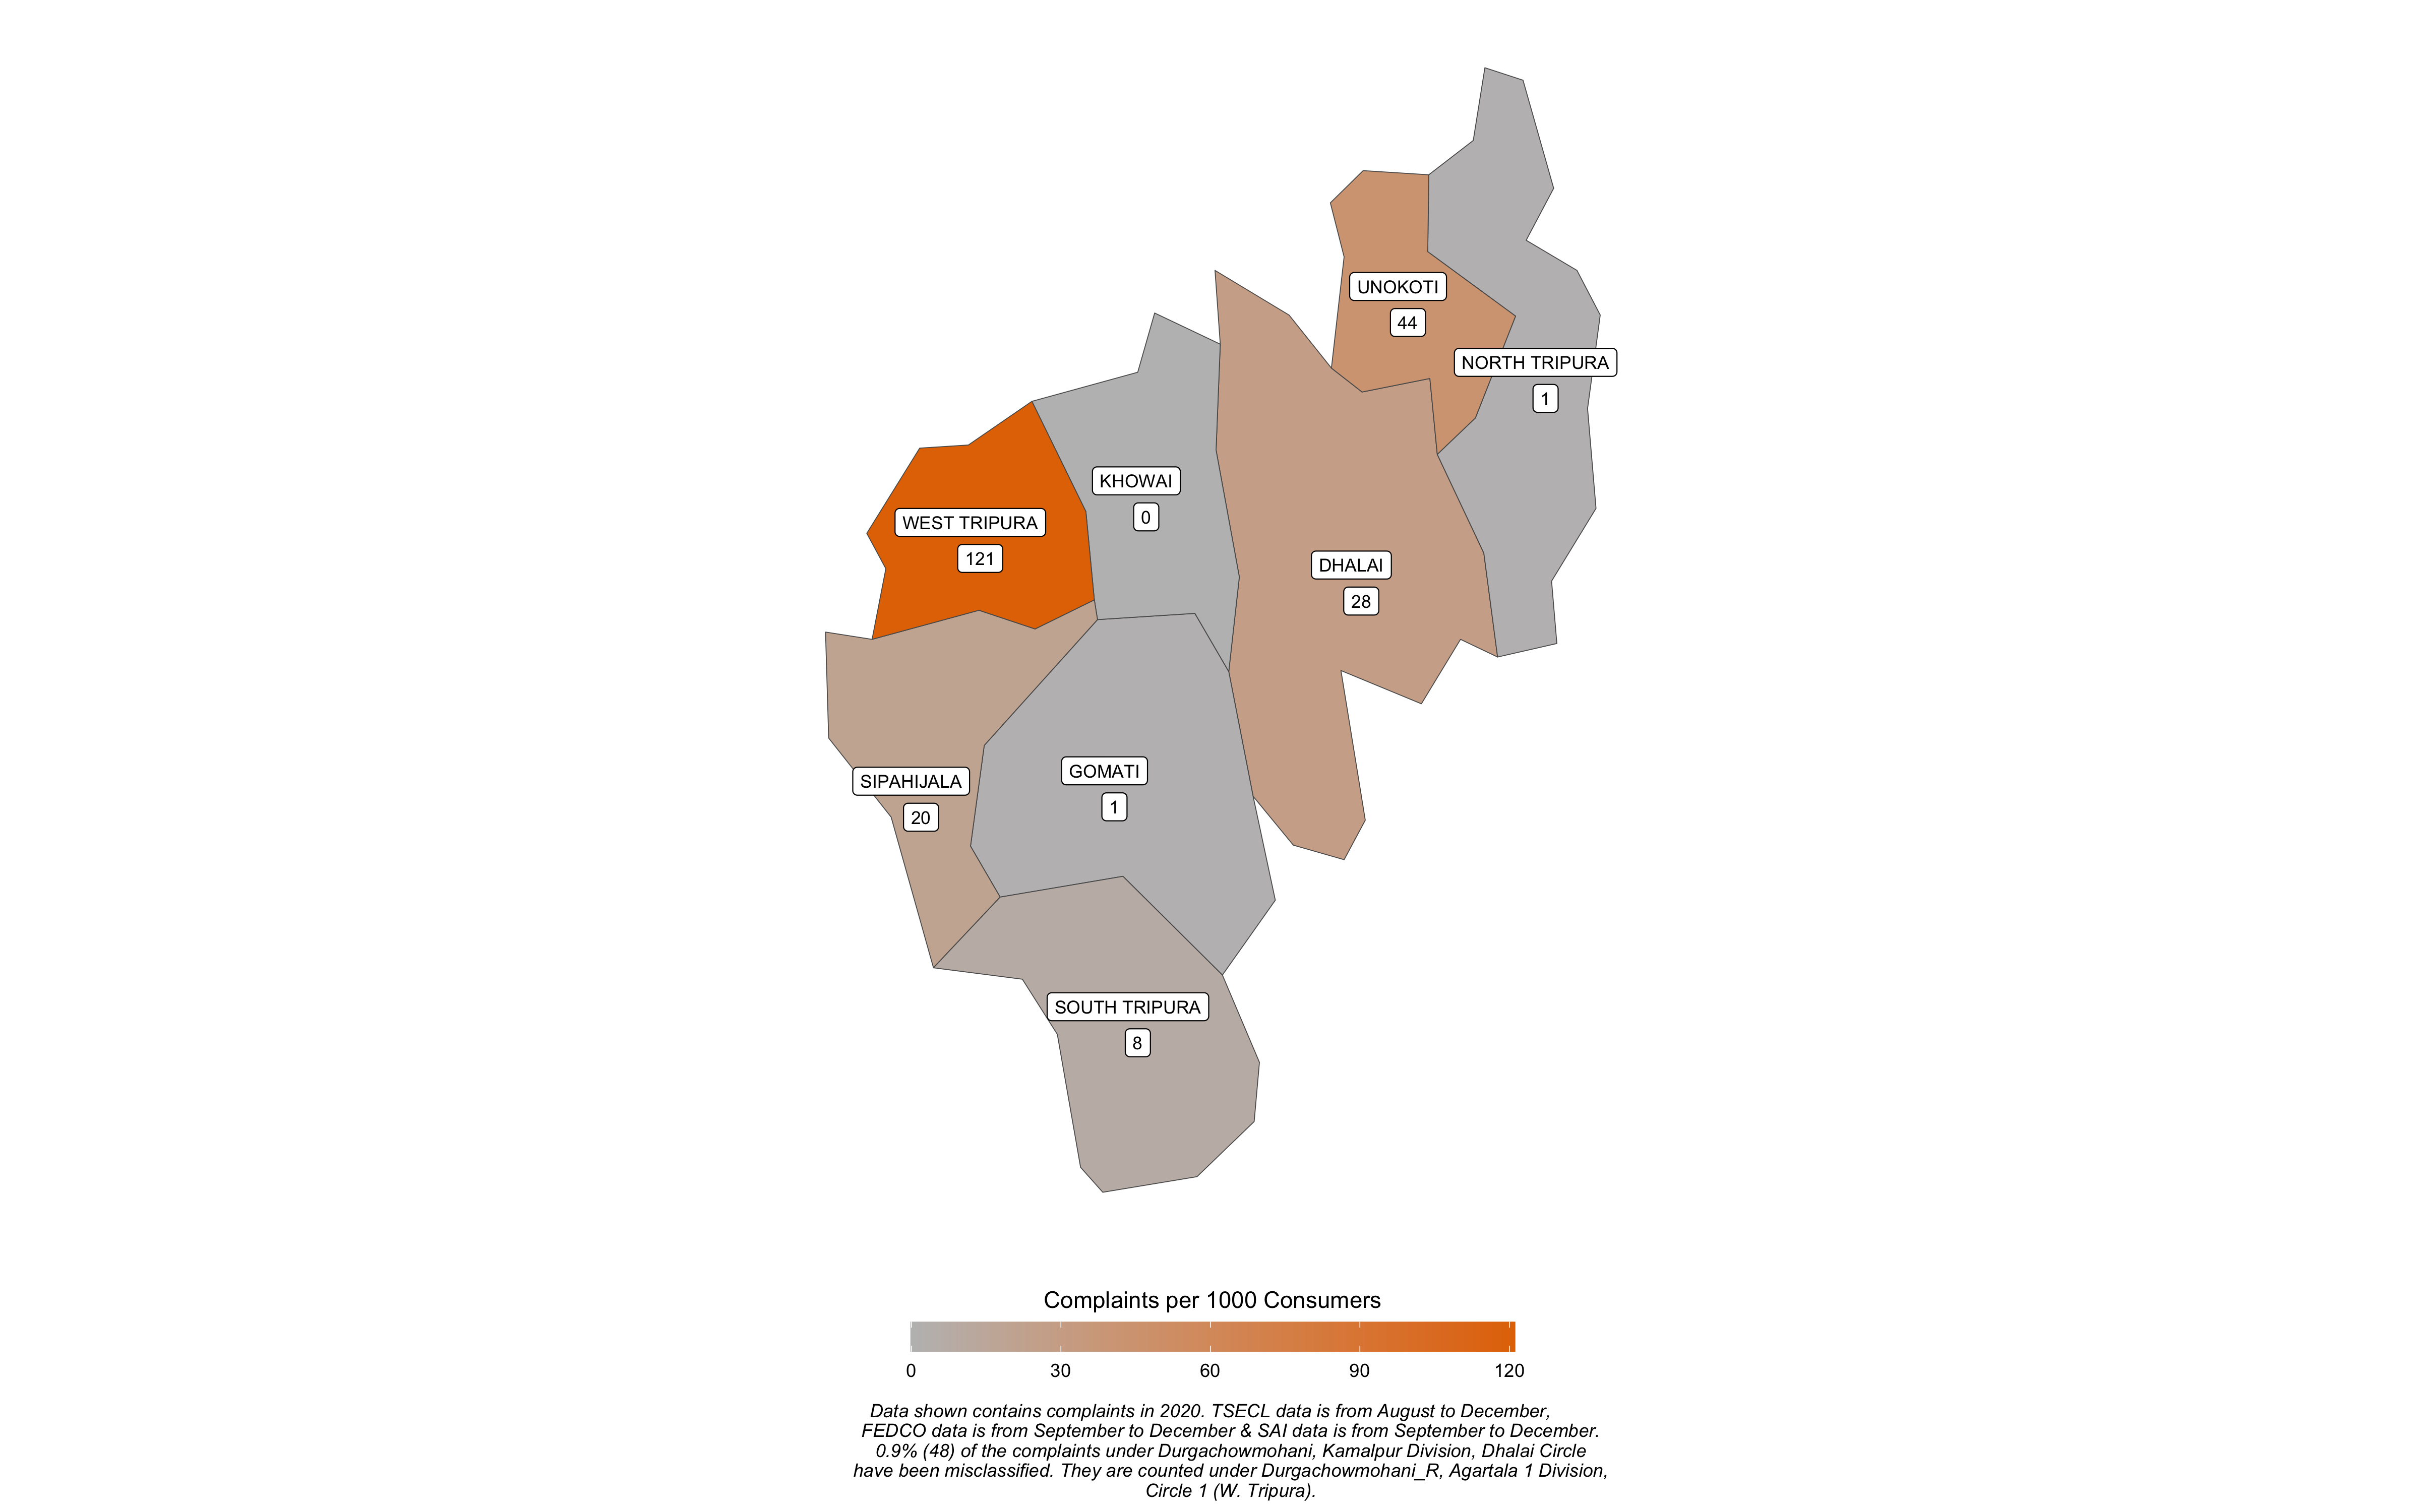 UNOKOTI
44
NORTH TRIPURA
1
KHOWAI
0
WEST TRIPURA
121
DHALAI
28
SIPAHIJALA
20
GOMATI
1
SOUTH TRIPURA
8
Complaints per 1000 Consumers
0 30 60 90 120
Data shown contains complaints in 2020. TSECL data is from August to December,
FEDCO data is from September to December & SAI data is from September to December.
0.9% (48) of the complaints under Durgachowmohani, Kamalpur Division, Dhalai Circle
have been misclassified. They are counted under Durgachowmohani_R, Agartala 1 Division,
Circle 1 (W. Tripura).